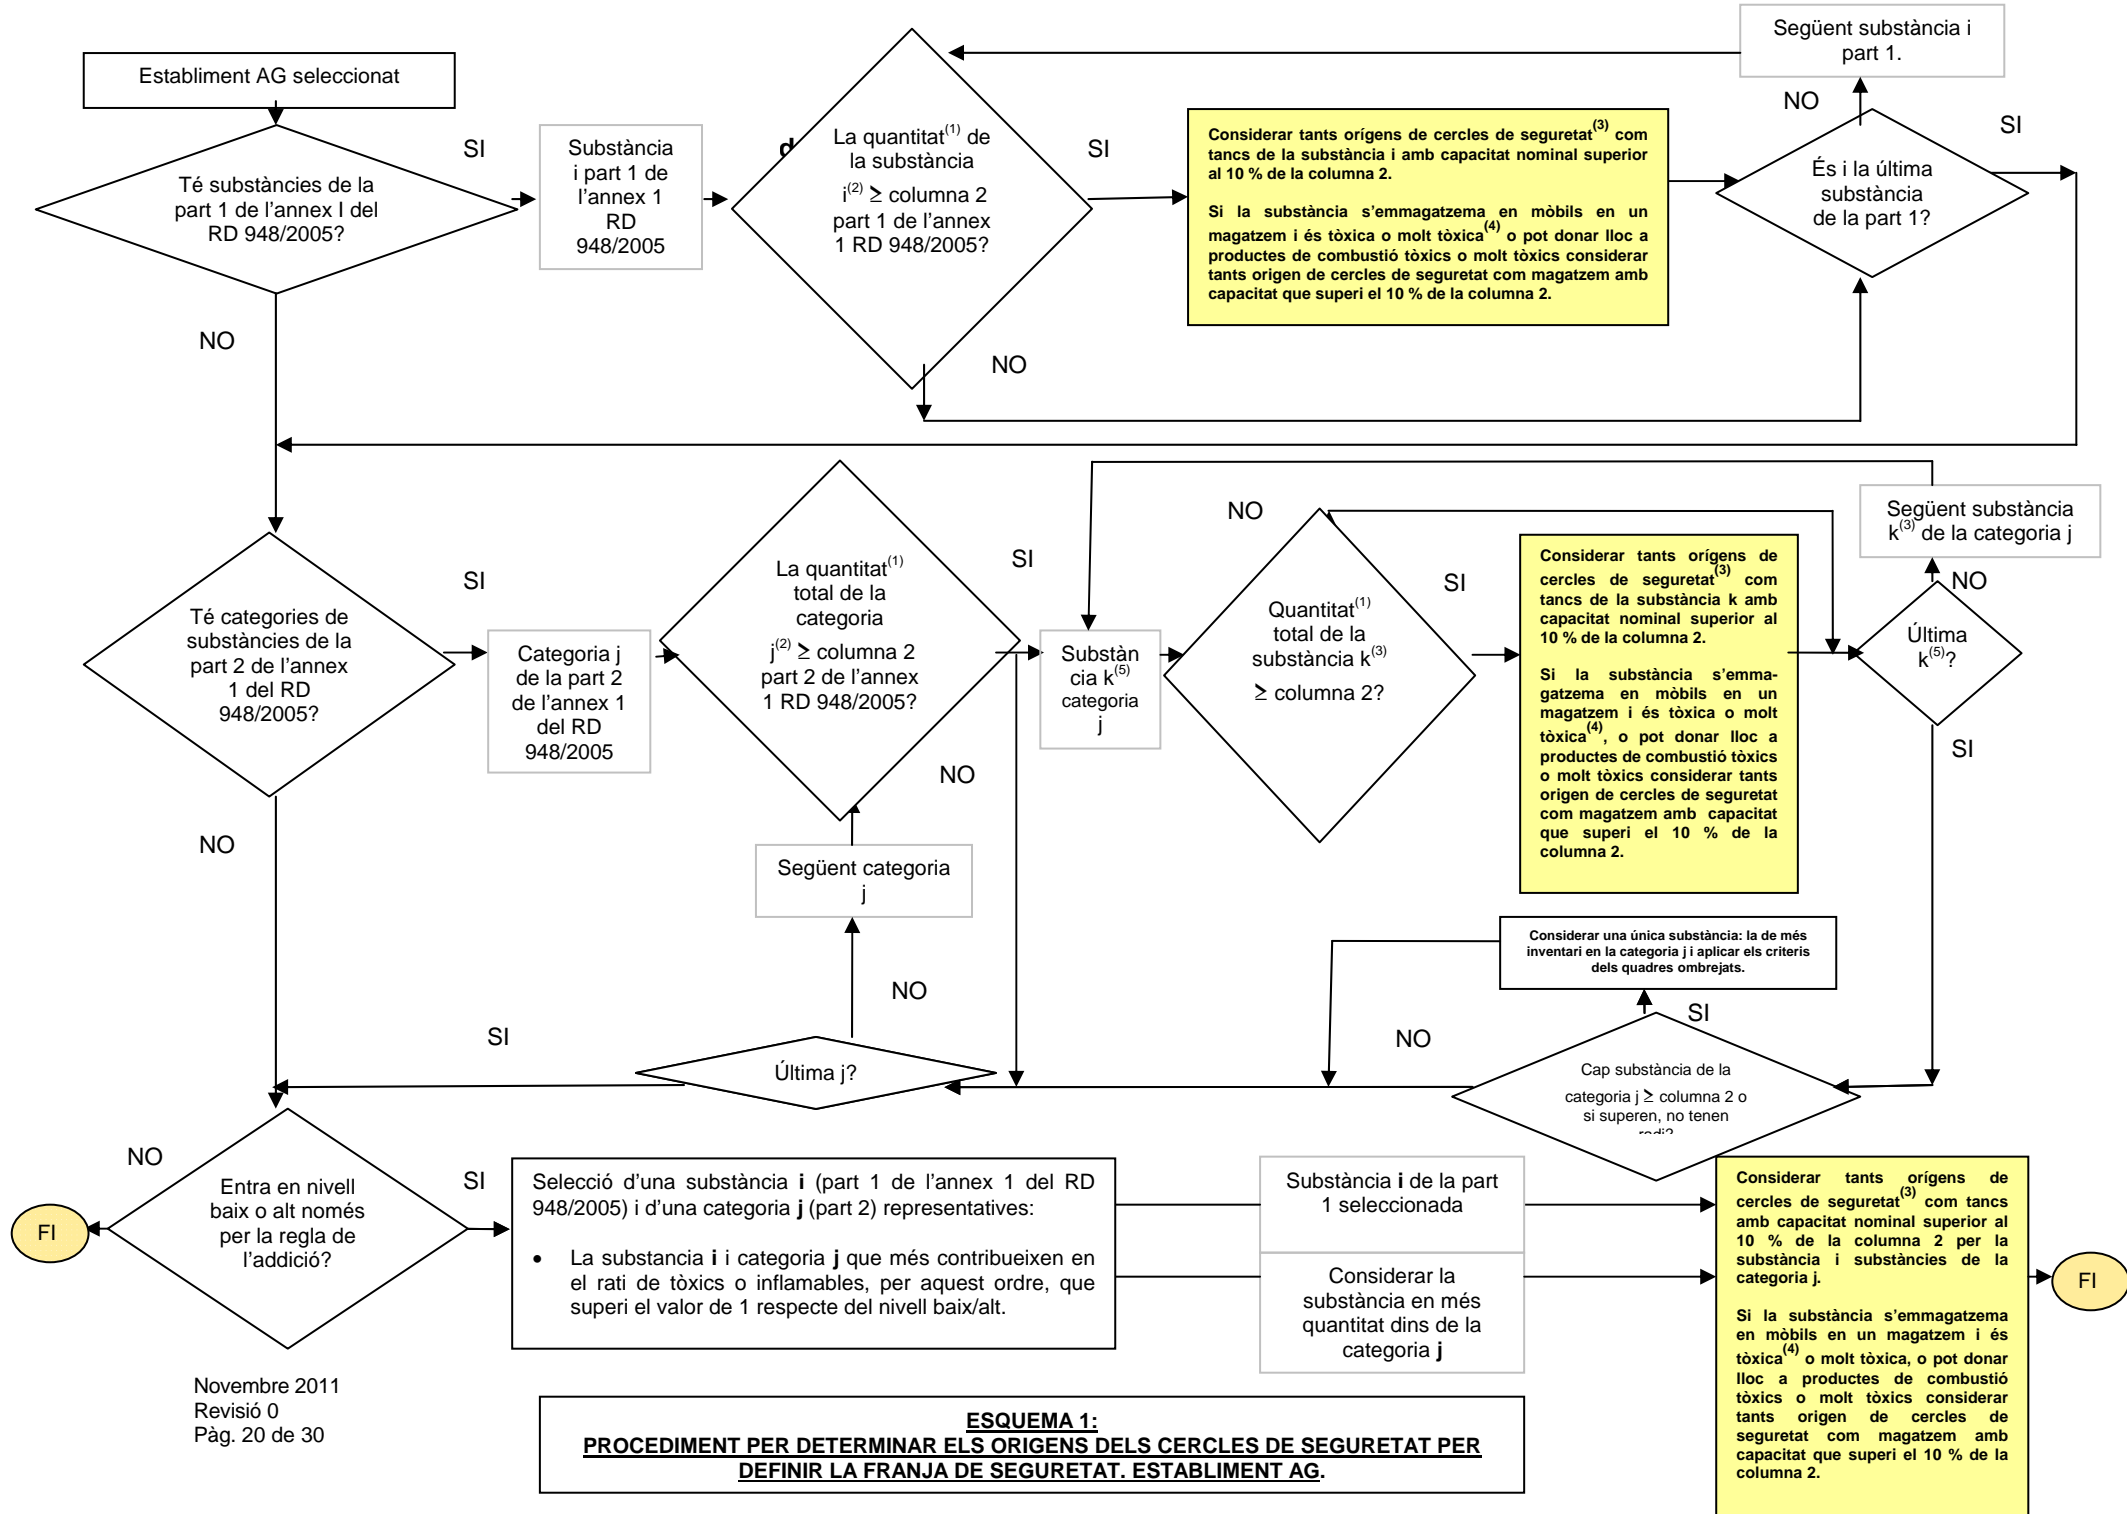 Establiment AG seleccionat
Té substàncies de la
part 1 de l’annex I del
RD 948/2005?
SI
NO
Substància
i part 1 de
l’annex 1
RD
948/2005
d
La quantitat(1) de
la substància
i(2) ≥ columna 2
part 1 de l’annex
1 RD 948/2005?
SI
NO
Considerar tants orígens de cercles de seguretat(3) com
tancs de la substància i amb capacitat nominal superior
al 10 % de la columna 2.
Si la substància s’emmagatzema en mòbils en un
magatzem i és tòxica o molt tòxica(4) o pot donar lloc a
productes de combustió tòxics o molt tòxics considerar
tants origen de cercles de seguretat com magatzem amb
capacitat que superi el 10 % de la columna 2.
Següent substància i
part 1.
NO
SI
És i la última
substància
de la part 1?
Té categories de
substàncies de la
part 2 de l’annex
1 del RD
948/2005?
SI
NO
Categoria j
de la part 2
de l’annex 1
del RD
948/2005
La quantitat(1)
total de la
categoria
j(2) ≥ columna 2
part 2 de l’annex
1 RD 948/2005?
SI
NO
Substàn
cia k(5)
categoria
j
NO
Quantitat(1)
total de la
substància k(3)
≥ columna 2?
SI
Considerar tants orígens de
cercles de seguretat(3) com
tancs de la substància k amb
capacitat nominal superior al
10 % de la columna 2.
Si la substància s’emma-
gatzema en mòbils en un
magatzem i és tòxica o molt
tòxica(4), o pot donar lloc a
productes de combustió tòxics
o molt tòxics considerar tants
origen de cercles de seguretat
com magatzem amb capacitat
que superi el 10 % de la
columna 2.
Següent substància
k(3) de la categoria j
NO
Última
k(5)?
SI
Següent categoria
j
NO
Última j?
SI
Considerar una única substància: la de més
inventari en la categoria j i aplicar els criteris
dels quadres ombrejats.
SI
NO
Cap substància de la
categoria j ≥ columna 2 o
si superen, no tenen
radi?
NO
FI
Entra en nivell
baix o alt només
per la regla de
l’addició?
SI
Selecció d’una substància i (part 1 de l’annex 1 del RD
948/2005) i d’una categoria j (part 2) representatives:
• La substancia i i categoria j que més contribueixen en
el rati de tòxics o inflamables, per aquest ordre, que
superi el valor de 1 respecte del nivell baix/alt.
Substància i de la part
1 seleccionada
Considerar la
substància en més
quantitat dins de la
categoria j
Considerar tants orígens de
cercles de seguretat(3) com tancs
amb capacitat nominal superior al
10 % de la columna 2 per la
substància i substàncies de la
categoria j.
Si la substància s’emmagatzema
en mòbils en un magatzem i és
tòxica(4) o molt tòxica, o pot donar
lloc a productes de combustió
tòxics o molt tòxics considerar
tants origen de cercles de
seguretat com magatzem amb
capacitat que superi el 10 % de la
columna 2.
FI
Novembre 2011
Revisió 0
Pàg. 20 de 30
ESQUEMA 1:
PROCEDIMENT PER DETERMINAR ELS ORIGENS DELS CERCLES DE SEGURETAT PER
DEFINIR LA FRANJA DE SEGURETAT. ESTABLIMENT AG.